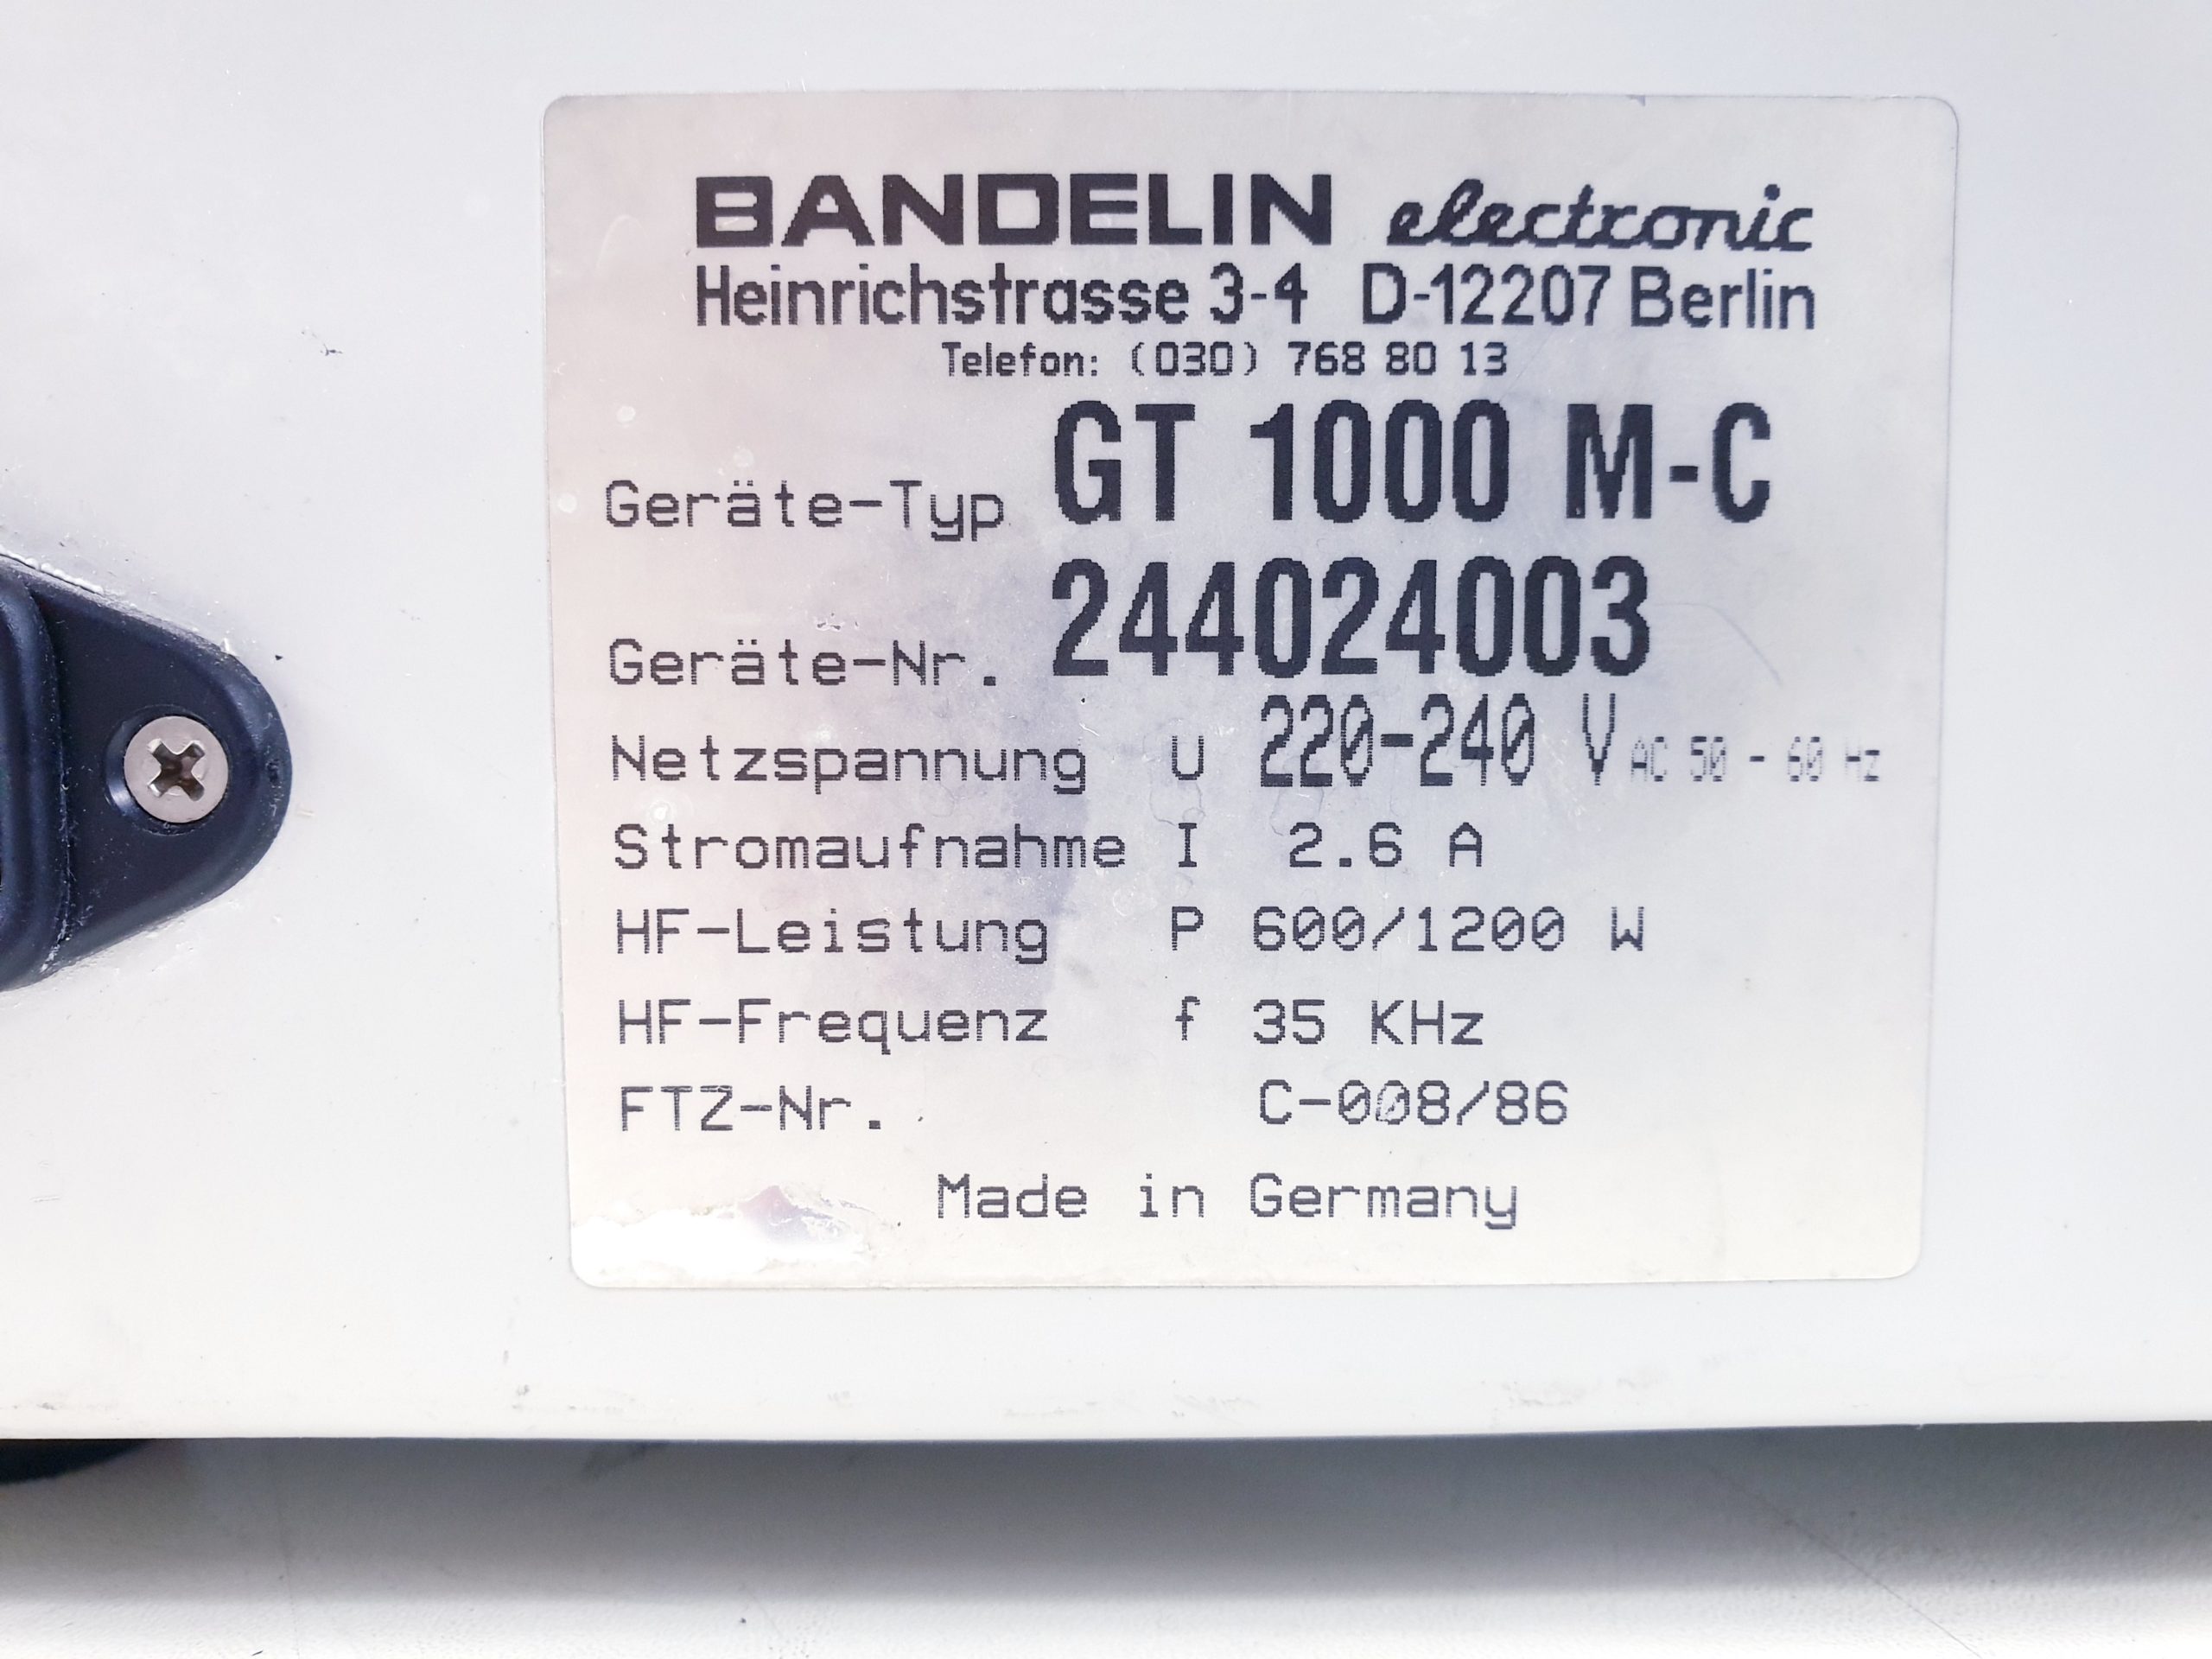 BANDELIN electronic
Heinrichstrasse 3-4 D-12207 Berlin
Telefon: (030) 768 80 13
Geräte-Typ GT 1000 M-C
Geräte-Nr. 244024003
Netzspannung U 220-240 V AC 50 - 60 Hz
Stromaufnahme I 2.6 A
HF-Leistung P 600/1200 W
HF-Frequenz f 35 KHz
FTZ-Nr. C-008/86
Made in Germany